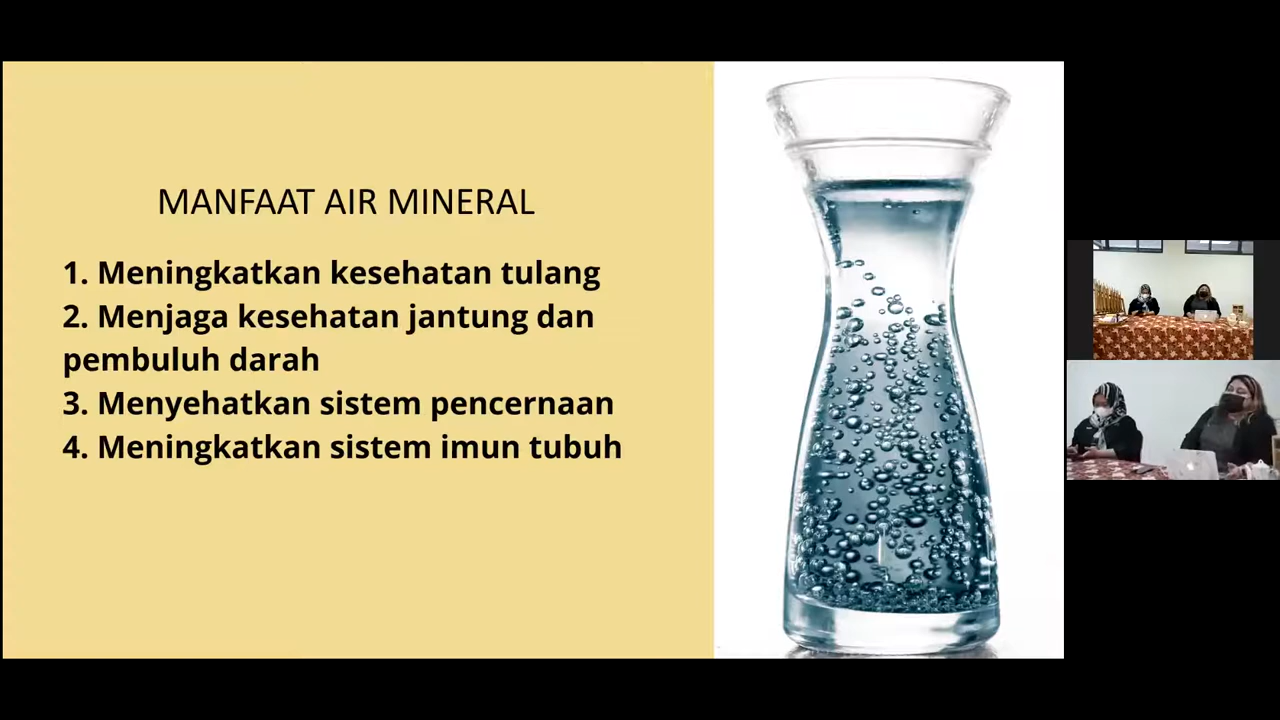 MANFAAT AIR MINERAL
1. Meningkatkan kesehatan tulang
2. Menjaga kesehatan jantung dan
pembuluh darah
3. Menyehatkan sistem pencernaan
4. Meningkatkan sistem imun tubuh